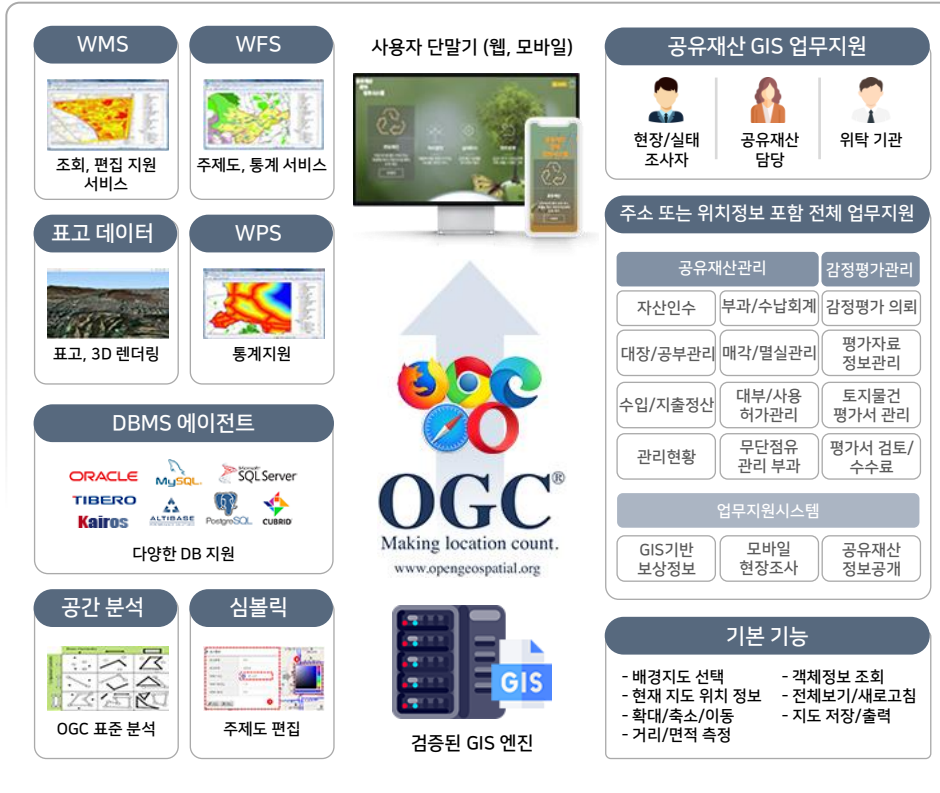 WMS
조회, 편집 지원
서비스
WFS
주제도, 통계 서비스
표고 데이터
표고, 3D 렌더링
WPS
통계지원
DBMS 에이전트
ORACLE
MySQL
Microsoft
SQL Server
TIBERO
Kairos
ALTIBASE
PostgreSQL
CUBRID
다양한 DB 지원
공간 분석
OGC 표준 분석
심볼릭
주제도 편집
사용자 단말기 (웹, 모바일)
OGC®
Making location count.
www.opengeospatial.org
GIS
검증된 GIS 엔진
공유재산 GIS 업무지원
현장/실태
조사자
공유재산
담당
위탁 기관
주소 또는 위치정보 포함 전체 업무지원
공유재산관리
감정평가관리
자산인수
부과/수납회계
감정평가 의뢰
대장/공부관리
매각/멸실관리
평가자료
정보관리
수입/지출정산
대부/사용
허가관리
토지물건
평가서 관리
관리현황
무단점유
관리 부과
평가서 검토/
수수료
업무지원시스템
GIS기반
보상정보
모바일
현장조사
공유재산
정보공개
기본 기능
- 배경지도 선택
- 현재 지도 위치 정보
- 확대/축소/이동
- 거리/면적 측정
- 객체정보 조회
- 전체보기/새로고침
- 지도 저장/출력